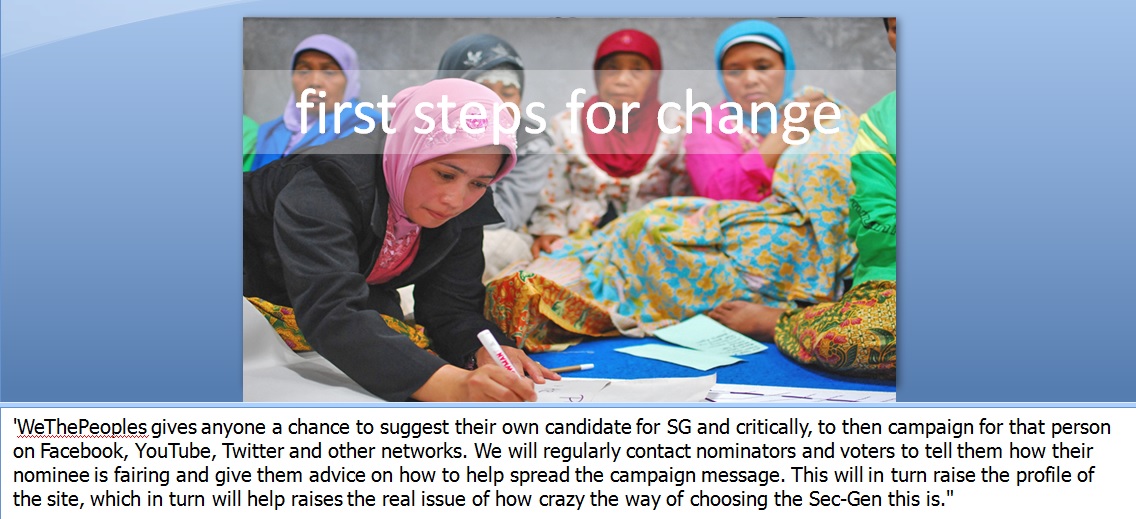 first steps for change
'WeThePeoples gives anyone a chance to suggest their own candidate for SG and critically, to then campaign for that person
on Facebook, YouTube, Twitter and other networks. We will regularly contact nominators and voters to tell them how their
nominee is fairing and give them advice on how to help spread the campaign message. This will in turn raise the profile of
the site, which in turn will help raises the real issue of how crazy the way of choosing the Sec-Gen this is."